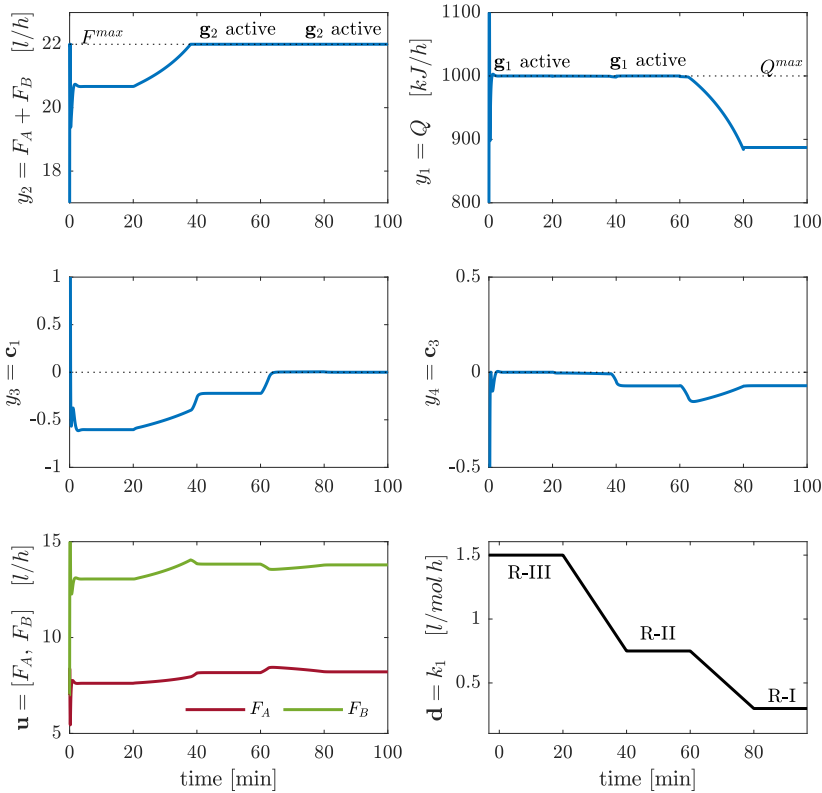 y₂ = F_A + F_B [l/h]
22
20
18
F^max
g₂ active
g₂ active
0 20 40 60 80 100
y₁ = Q [kJ/h]
1100
1000
900
800
g₁ active
g₁ active
Q^max
0 20 40 60 80 100
y₃ = c₁
1
0.5
0
-0.5
-1
0 20 40 60 80 100
y₄ = c₃
0.5
0
-0.5
0 20 40 60 80 100
u = [F_A, F_B] [l/h]
15
10
5
F_A
F_B
0 20 40 60 80 100
time [min]
d = k₁ [l/mol h]
1.5
1
0.5
R-III
R-II
R-I
0 20 40 60 80
time [min]